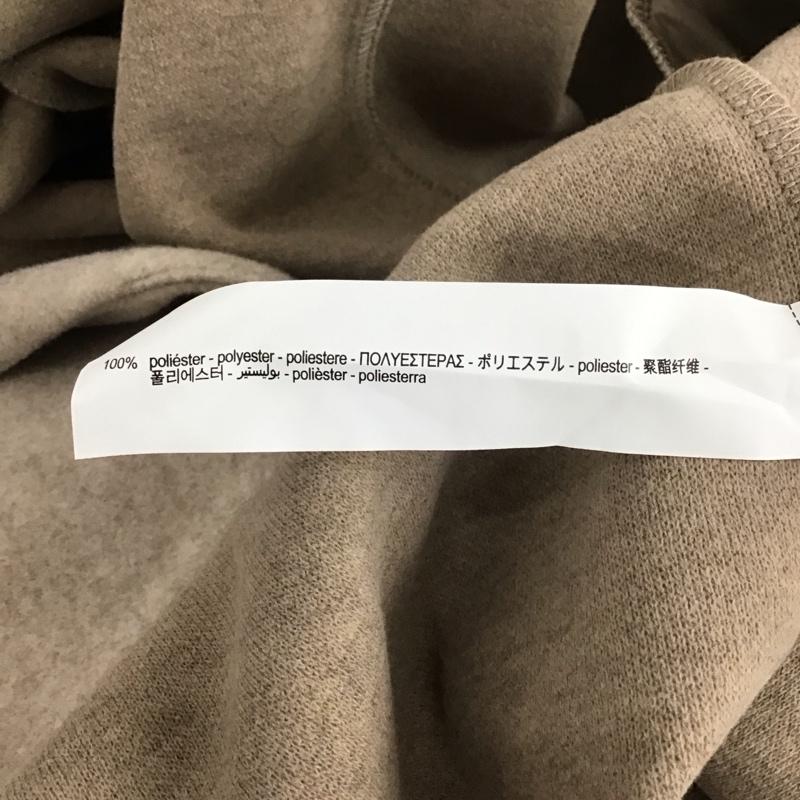 100% poliéster - polyester - poliestere - ΠΟΛΥΕΣΤΕΡΑΣ - ポリエステル - poliester - 聚酯纤维 -
폴리에스터 - بوليستير - polièster - poliesterra